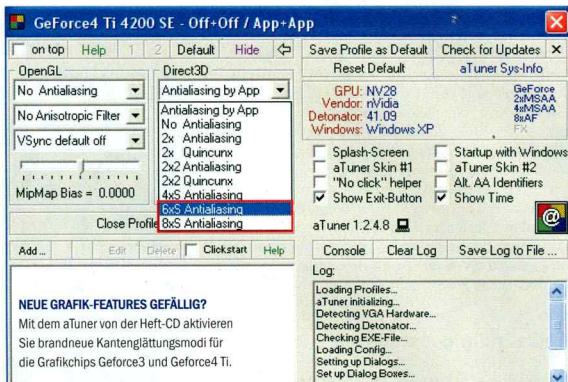 GeForce4 Ti 4200 SE - Off+Off / App+App
on top Help 1 2 Default Hide
Save Profile as Default Check for Updates
Reset Default aTuner Sys-Info
OpenGL
No Antialiasing
No Anisotropic Filter
VSync default off
MipMap Bias = 0.0000
Direct3D
Antialiasing by App
Antialiasing by App
No Antialiasing
2x Antialiasing
2x Quincunx
2x2 Antialiasing
2x2 Quincunx
4xS Antialiasing
6xS Antialiasing
8xS Antialiasing
GPU: NV28
Vendor: nVidia
Detonator: 41.09
Windows: Windows XP
GeForce
2xMSAA
4xMSAA
8xAF
FX
Splash-Screen
aTuner Skin #1
"No click" helper
Show Exit-Button
Startup with Windows
aTuner Skin #2
Alt. AA Identifiers
Show Time
aTuner 1.2.4.8
@
Close Profile
Add ... Edit Delete Clickstart Help
Console Clear Log Save Log to File ...
Log:
Loading Profiles...
aTuner initializing...
Detecting VGA Hardware...
Detecting Detonator...
Checking EXE-File...
Loading Config...
Setting up Dialogs...
Set up Dialog Boxes...
NEUE GRAFIK-FEATURES GEFÄLLIG?
Mit dem aTuner von der Heft-CD aktivieren
Sie brandneue Kantenglättungsmodi für
die Grafikchips Geforce3 und Geforce4 Ti.